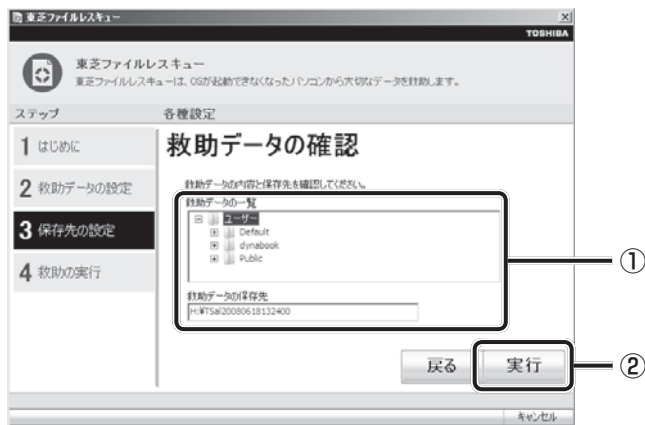 東芝ファイルレスキュー
TOSHIBA
東芝ファイルレスキュー
東芝ファイルレスキューは、OSが起動できなくなったパソコンから大切なデータを救助します。
ステップ
各種設定
1 はじめに
2 救助データの設定
3 保存先の設定
4 救助の実行
救助データの確認
救助データの内容と保存先を確認してください。
救助データの一覧
ユーザー
Default
dynabook
Public
救助データの保存先
H:¥TSal20080618132400
戻る
実行
キャンセル
①
②